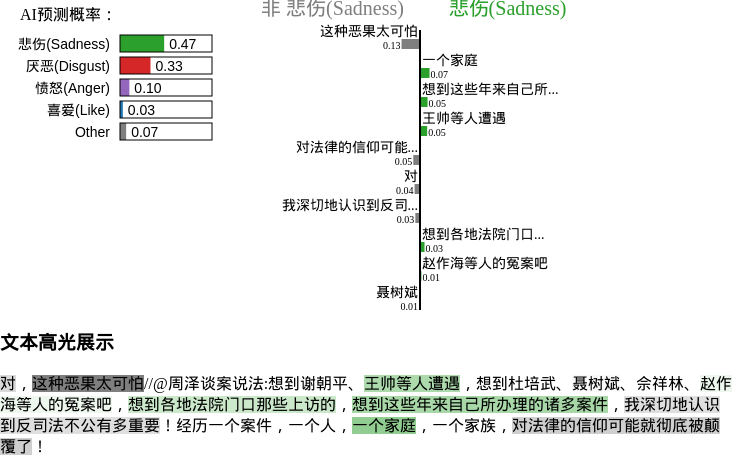 AI预测概率：
悲伤(Sadness) 0.47
厌恶(Disgust) 0.33
愤怒(Anger) 0.10
喜爱(Like) 0.03
Other 0.07
非 悲伤(Sadness) 悲伤(Sadness)
这种恶果太可怕
0.13
一个家庭
0.07
想到这些年来自己所...
0.05
王帅等人遭遇
0.05
对法律的信仰可能...
0.05
对
0.04
我深切地认识到反司...
0.03
想到各地法院门口...
0.03
赵作海等人的冤案吧
0.01
聂树斌
0.01
文本高光展示
对，这种恶果太可怕//@周泽谈案说法:想到谢朝平、王帅等人遭遇，想到杜培武、聂树斌、佘祥林、赵作
海等人的冤案吧，想到各地法院门口那些上访的，想到这些年来自己所办理的诸多案件，我深切地认识
到反司法不公有多重要！经历一个案件，一个人，一个家庭，一个家族，对法律的信仰可能就彻底被颠
覆了！